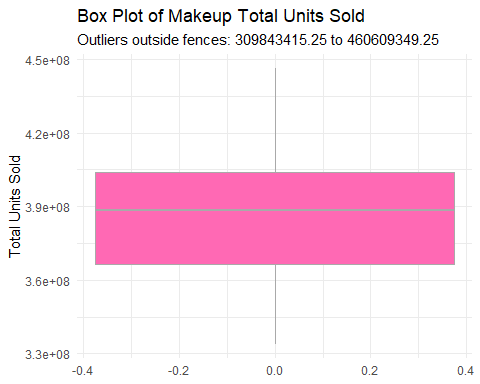 Box Plot of Makeup Total Units Sold
Outliers outside fences: 309843415.25 to 460609349.25
Total Units Sold
4.5e+08
4.2e+08
3.9e+08
3.6e+08
3.3e+08
-0.4 -0.2 0.0 0.2 0.4